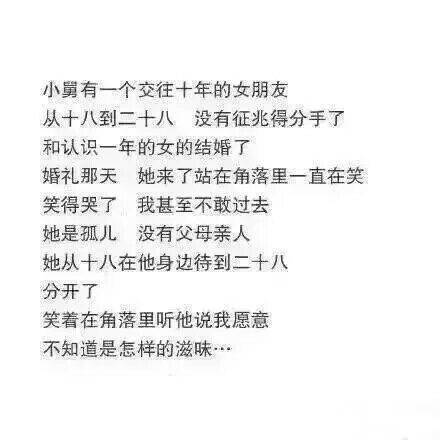 小舅有一个交往十年的女朋友
从十八到二十八 没有征兆得分手了
和认识一年的女的结婚了
婚礼那天 她来了站在角落里一直在笑
笑得哭了 我甚至不敢过去
她是孤儿 没有父母亲人
她从十八在他身边待到二十八
分开了
笑着在角落里听他说我愿意
不知道是怎样的滋味…